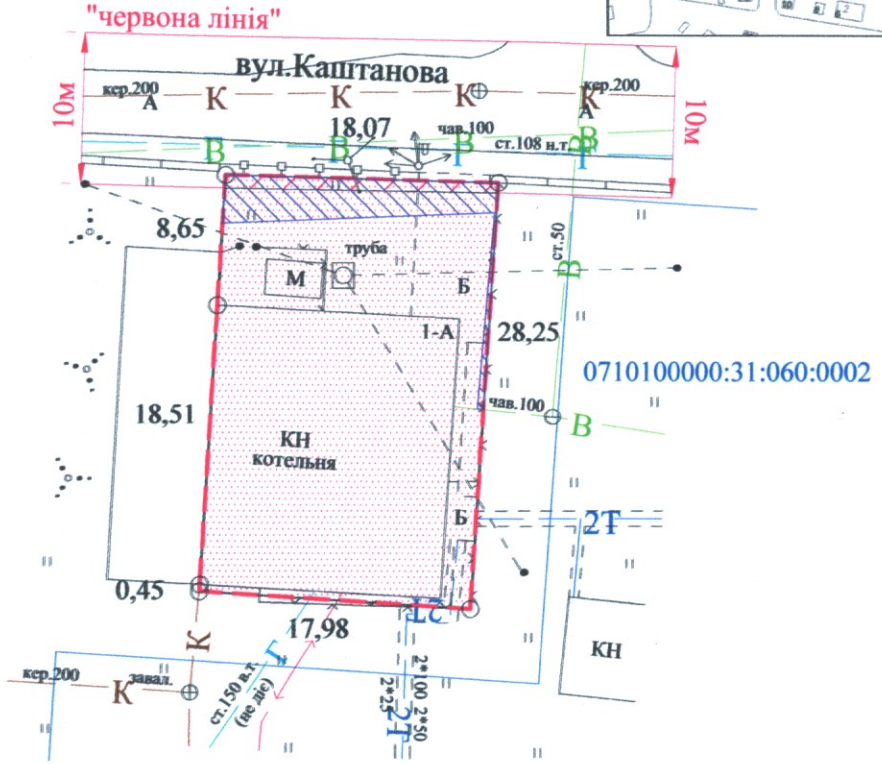 "червона лінія"
2
вул.Каштанова
10м
10м
кер.200
А
К
К
К
К
кер.200
А
18,07
чав.100
ст.108 н.т.
В
В
В
В
В
Г
Г
8,65
труба
М
Б
ст.50
В
1-А
28,25
0710100000:31:060:0002
18,51
чав.100
В
КН
котельня
Б
2Т
0,45
2Т
17,98
КН
К
Г
кер.200
К
завал.
ст.150 в.т.
(не діє)
2*100 2*50
2*25
2Т